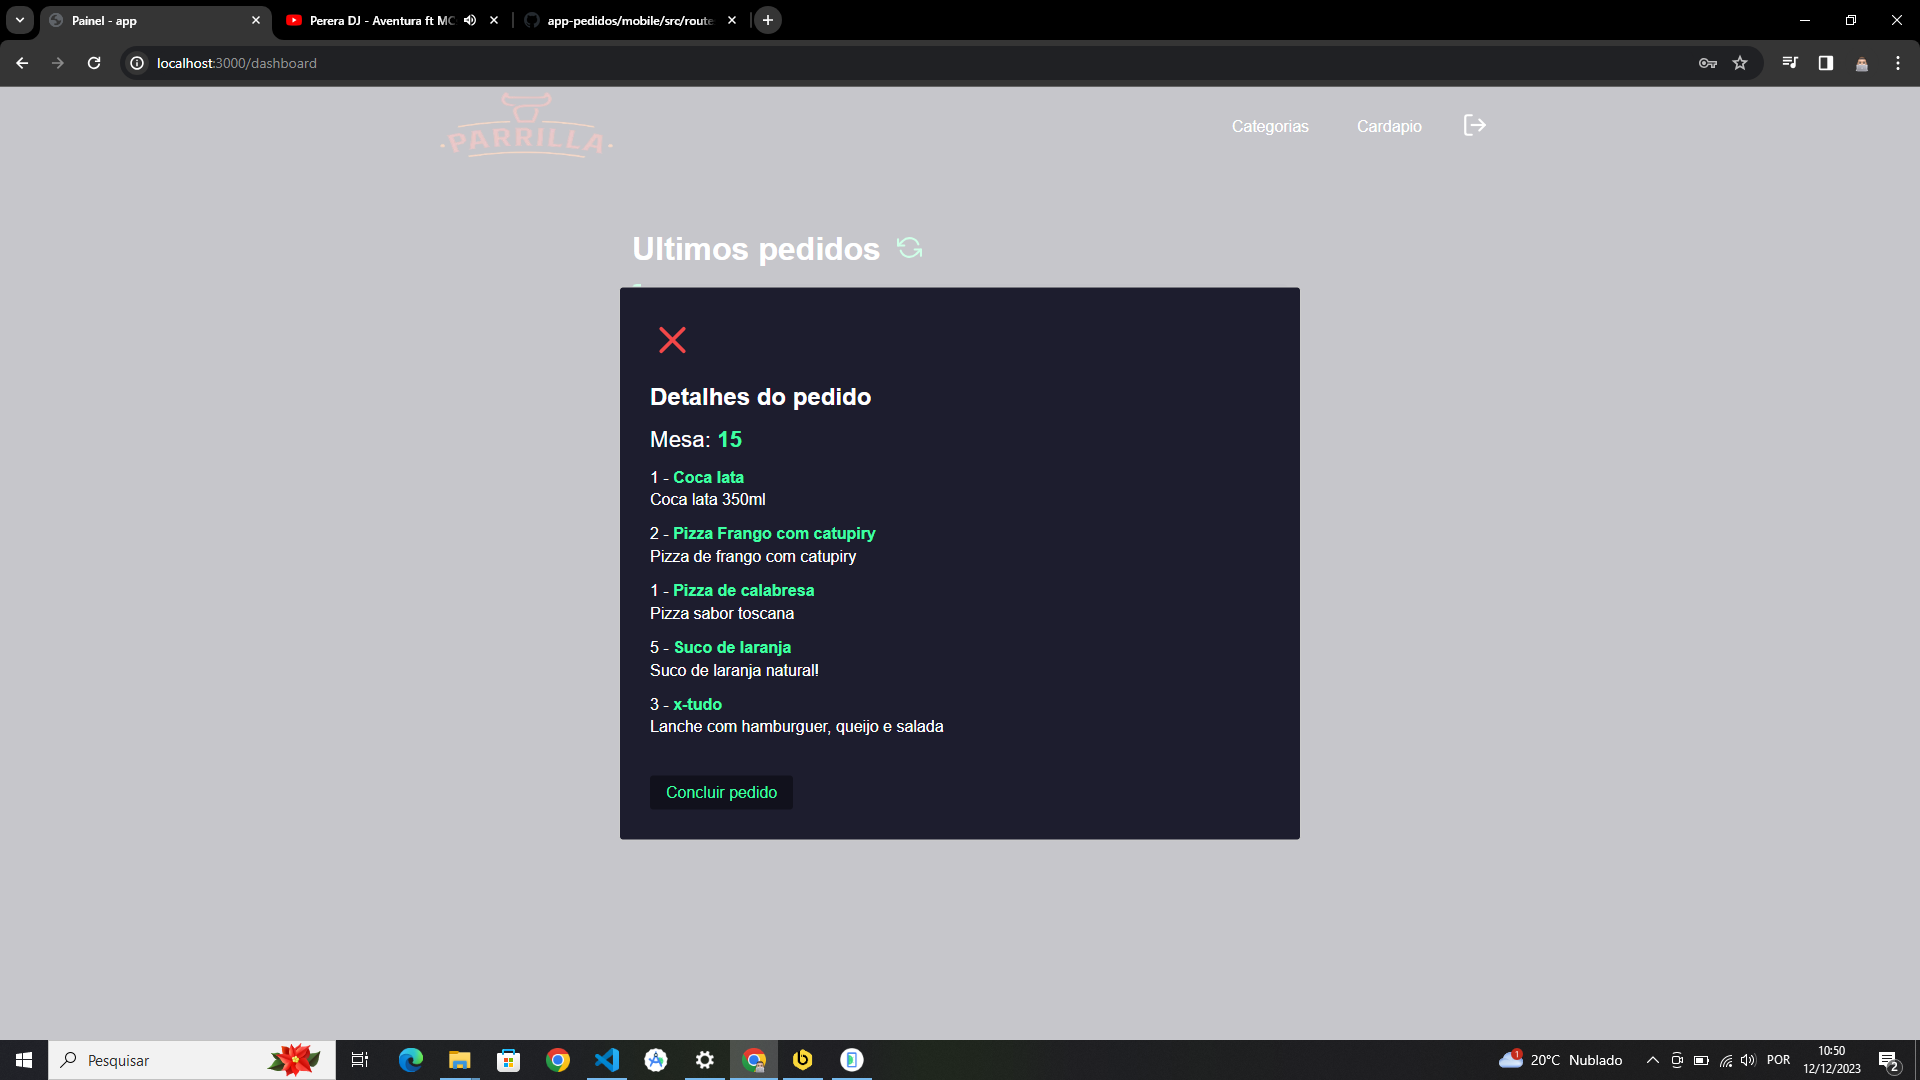 Painel - app
Perera DJ - Aventura ft MC
app-pedidos/mobile/src/route
localhost:3000/dashboard
PARRILLA
Categorias
Cardapio
Ultimos pedidos
Detalhes do pedido
Mesa: 15
1 - Coca lata
Coca lata 350ml
2 - Pizza Frango com catupiry
Pizza de frango com catupiry
1 - Pizza de calabresa
Pizza sabor toscana
5 - Suco de laranja
Suco de laranja natural!
3 - x-tudo
Lanche com hamburguer, queijo e salada
Concluir pedido
Pesquisar
1
20°C Nublado
POR
10:50
12/12/2023
2